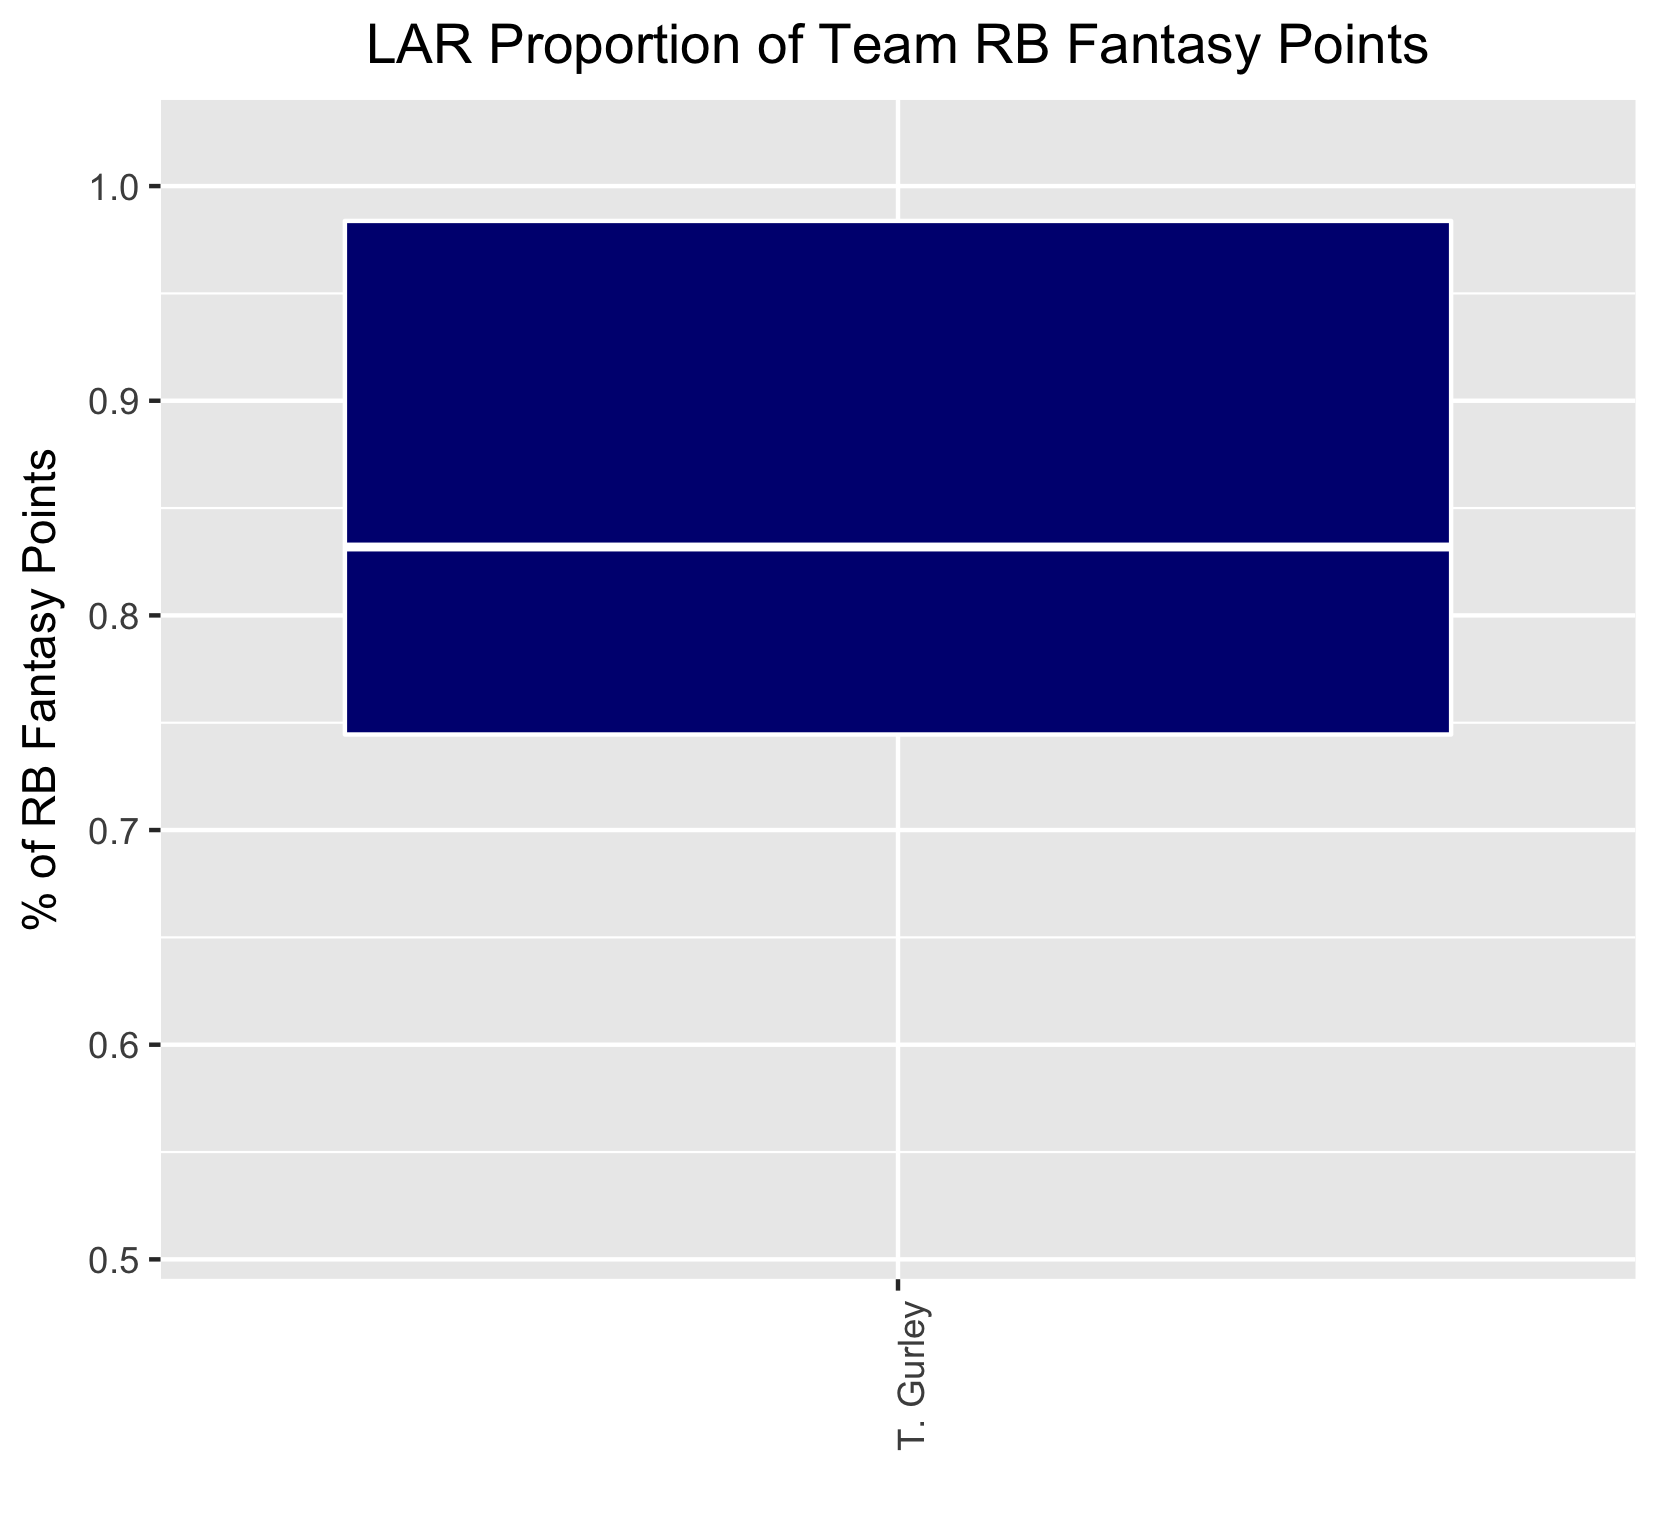 LAR Proportion of Team RB Fantasy Points
% of RB Fantasy Points
1.0
0.9
0.8
0.7
0.6
0.5
T. Gurley